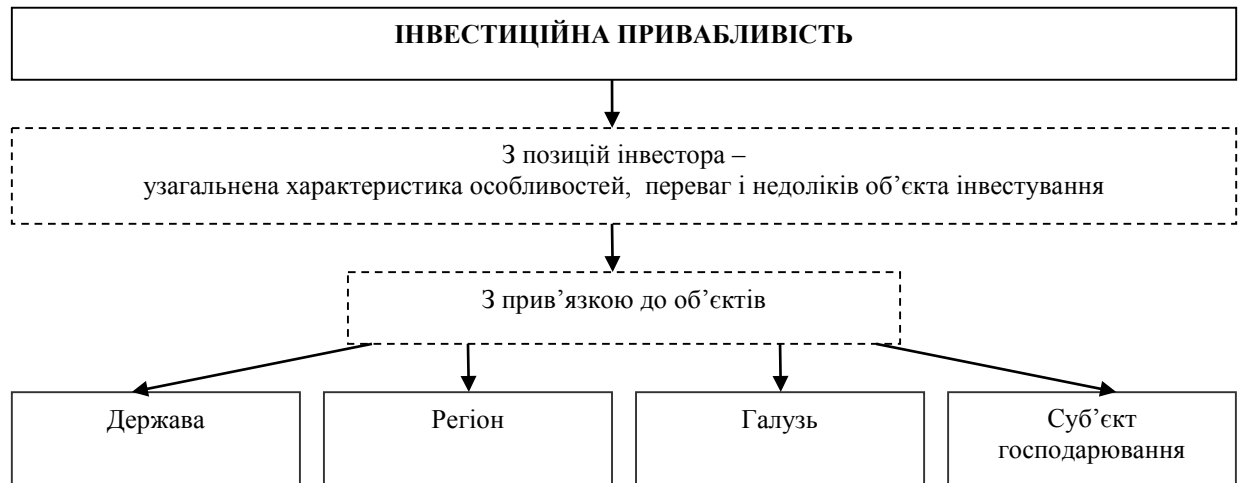 ІНВЕСТИЦІЙНА ПРИВАБЛИВІСТЬ
З позицій інвестора –
узагальнена характеристика особливостей, переваг і недоліків об’єкта інвестування
З прив’язкою до об’єктів
Держава
Регіон
Галузь
Суб’єкт
господарювання